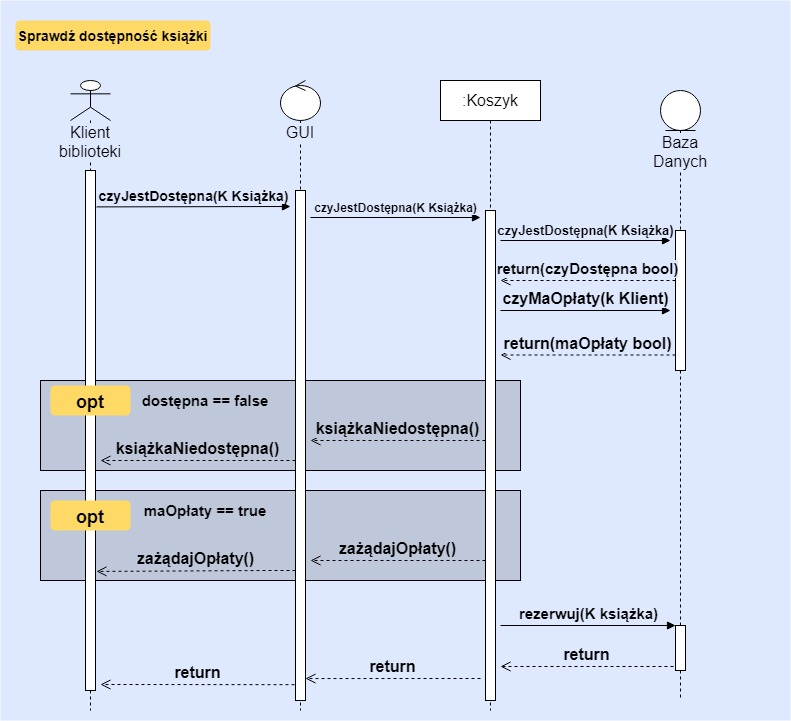 Sprawdź dostępność książki
Klient
biblioteki
GUI
:Koszyk
Baza
Danych
czyJestDostępna(K Książka)
czyJestDostępna(K Książka)
czyJestDostępna(K Książka)
return(czyDostępna bool)
czyMaOpłaty(k Klient)
return(maOpłaty bool)
opt
dostępna == false
książkaNiedostępna()
książkaNiedostępna()
opt
maOpłaty == true
zażądajOpłaty()
zażądajOpłaty()
rezerwuj(K książka)
return
return
return